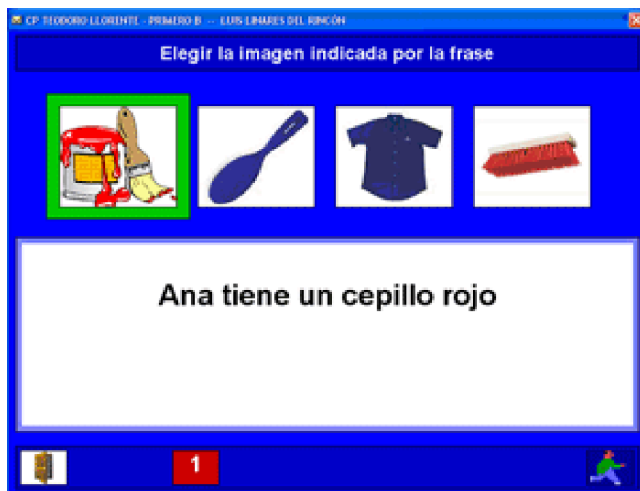 CP TEODORO LLORENTE - PRIMERO B -- LUIS LINARES DEL RINCÓN
Elegir la imagen indicada por la frase
Ana tiene un cepillo rojo
1